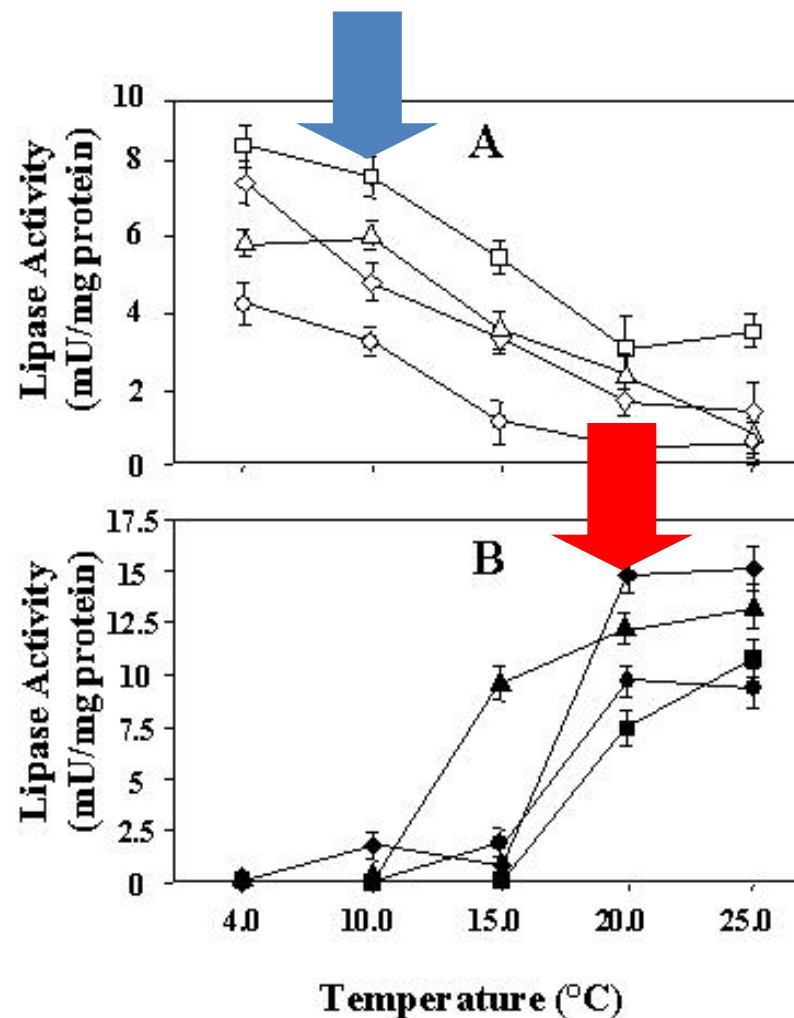 10
8
6
4
2
0
Lipase Activity
(mU/mg protein)
A
17.5
15
12.5
10
7.5
5
2.5
0
Lipase Activity
(mU/mg protein)
B
4.0 10.0 15.0 20.0 25.0
Temperature (°C)